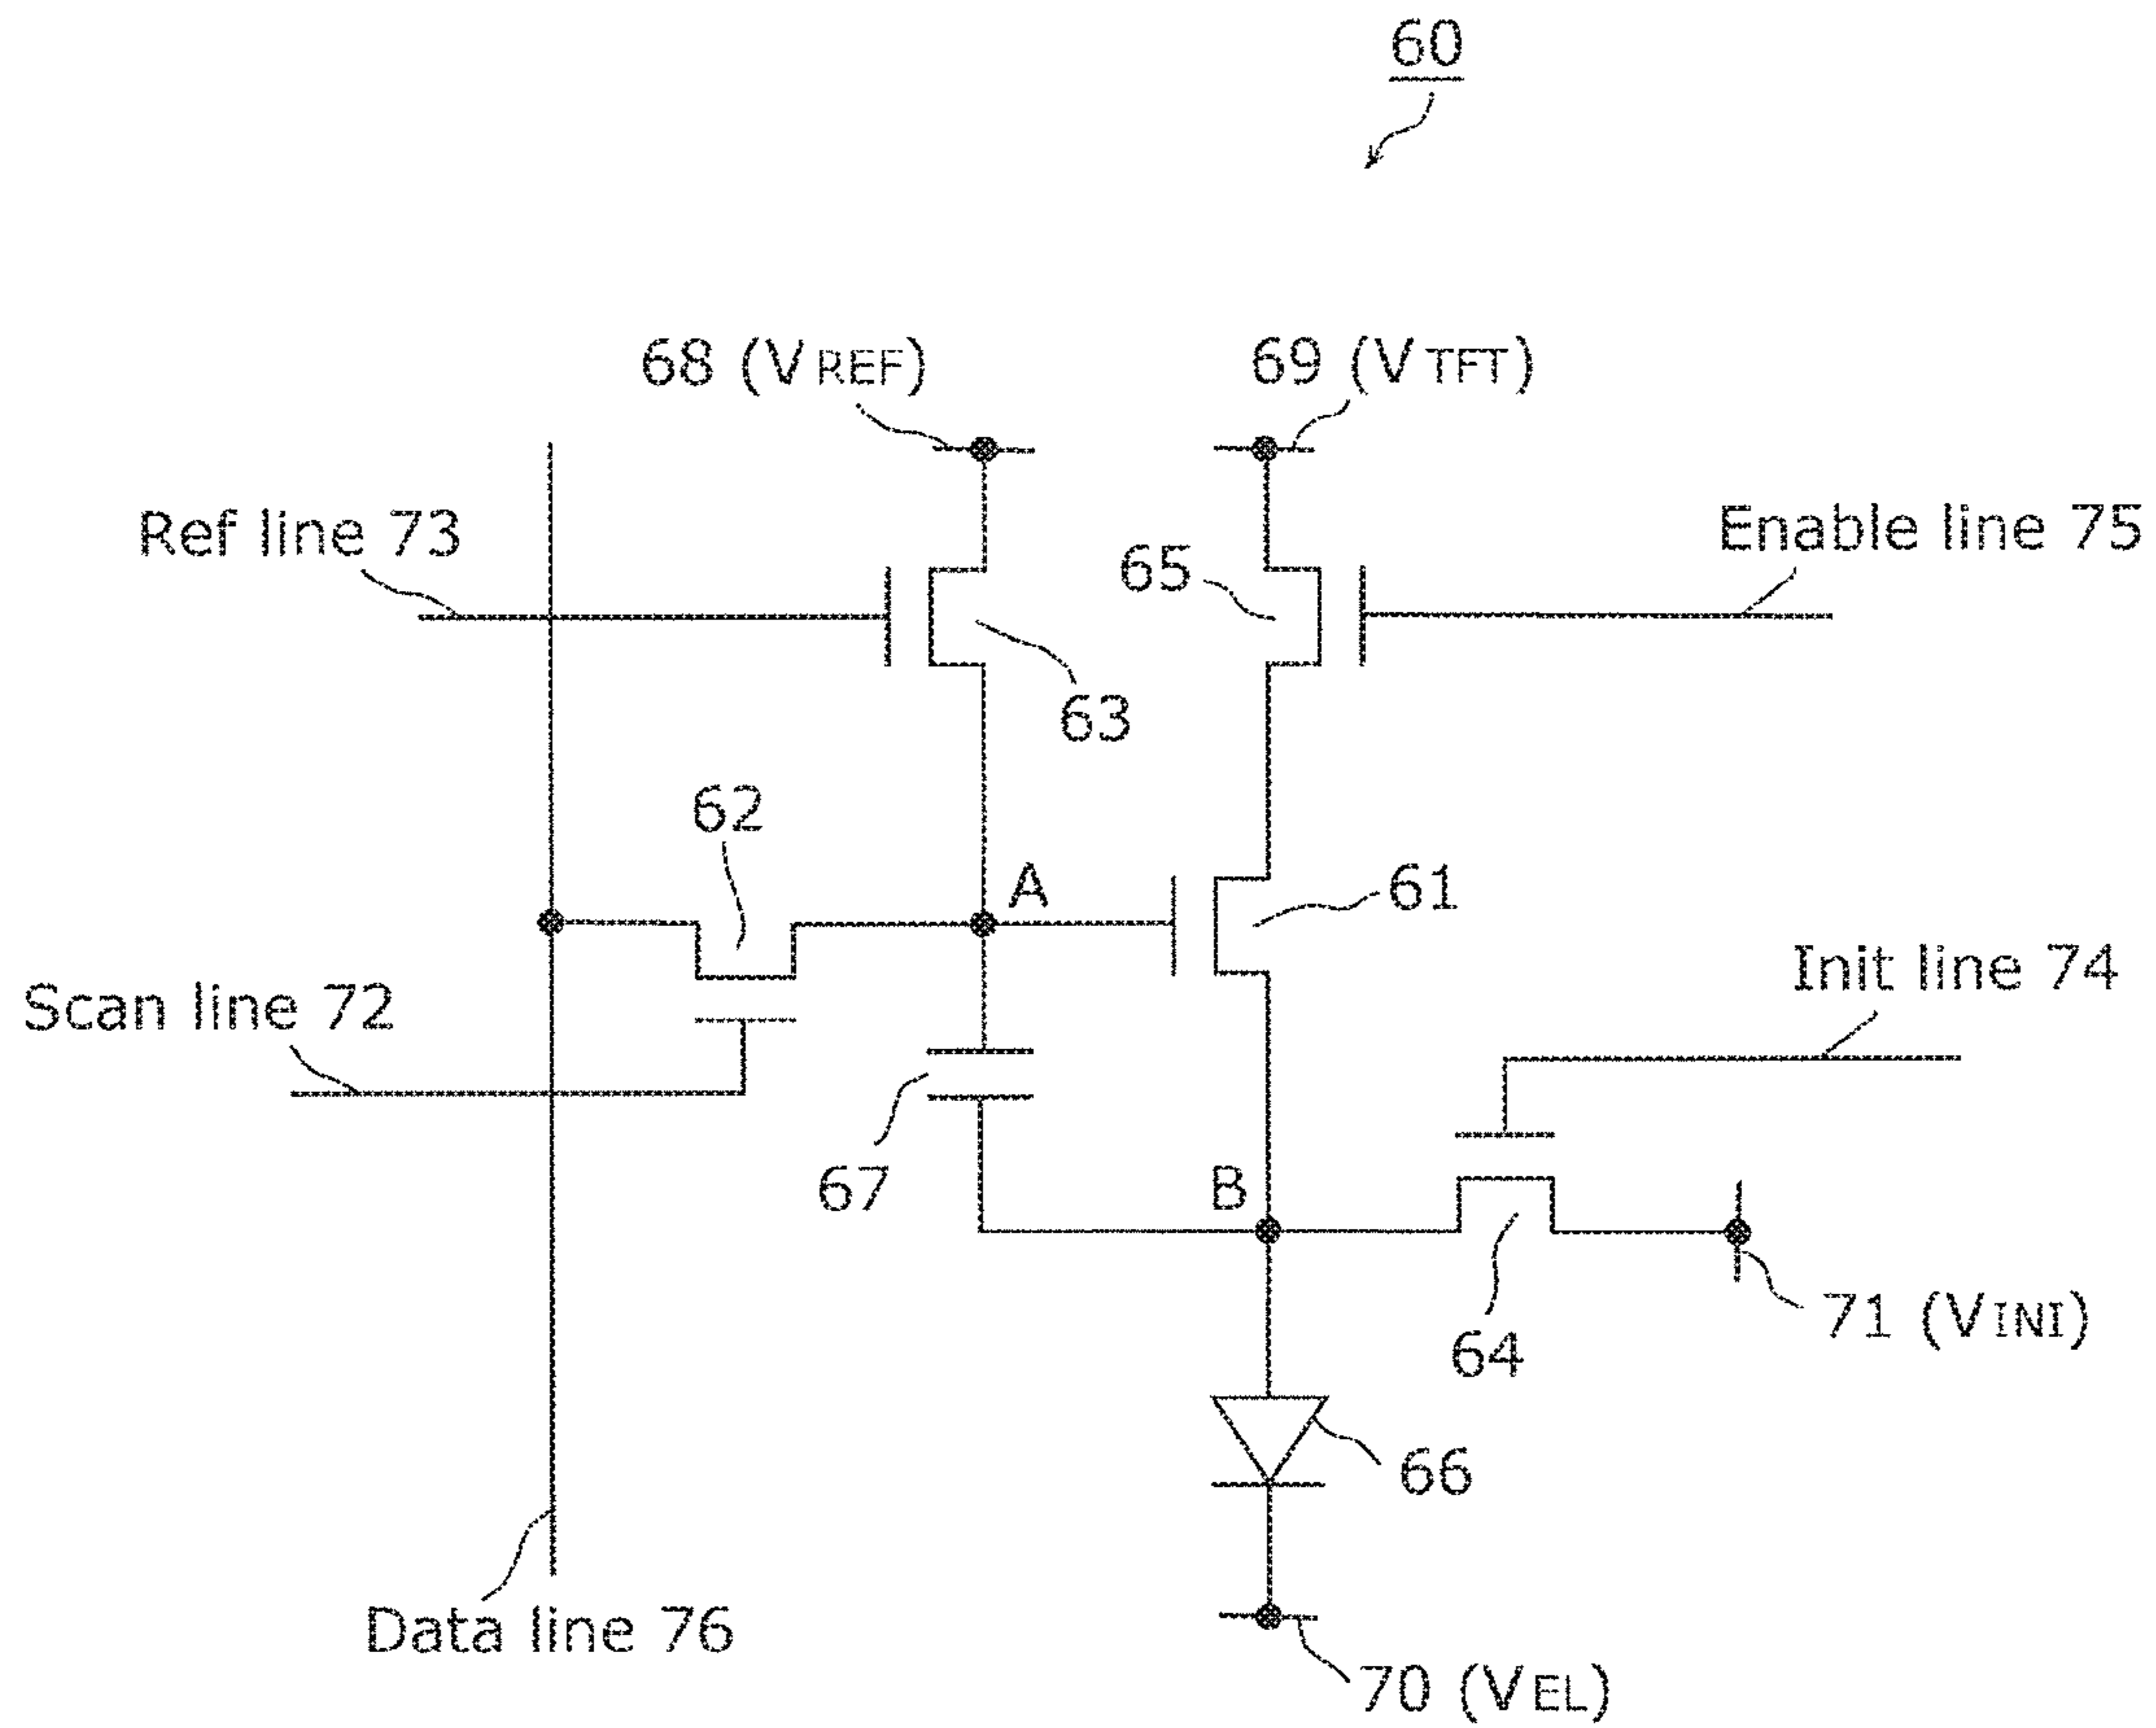 60
68 (VREF)
69 (VTFT)
Ref line 73
Enable line 75
65
63
62
A
61
Init line 74
Scan line 72
67
B
64
71 (VINI)
66
Data line 76
70 (VEL)